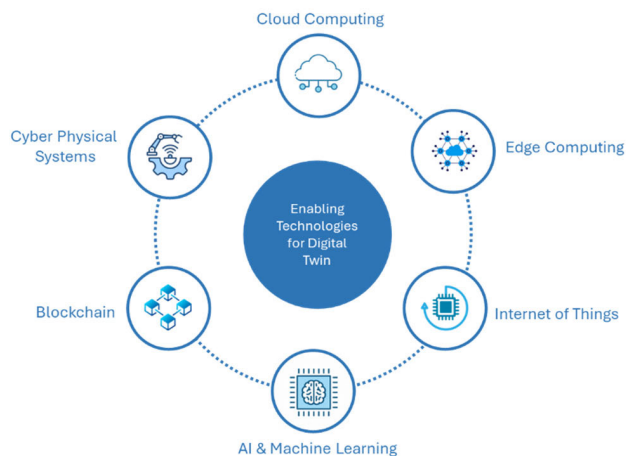 Cloud Computing
Cyber Physical
Systems
Edge Computing
Enabling
Technologies
for Digital
Twin
Blockchain
Internet of Things
AI & Machine Learning